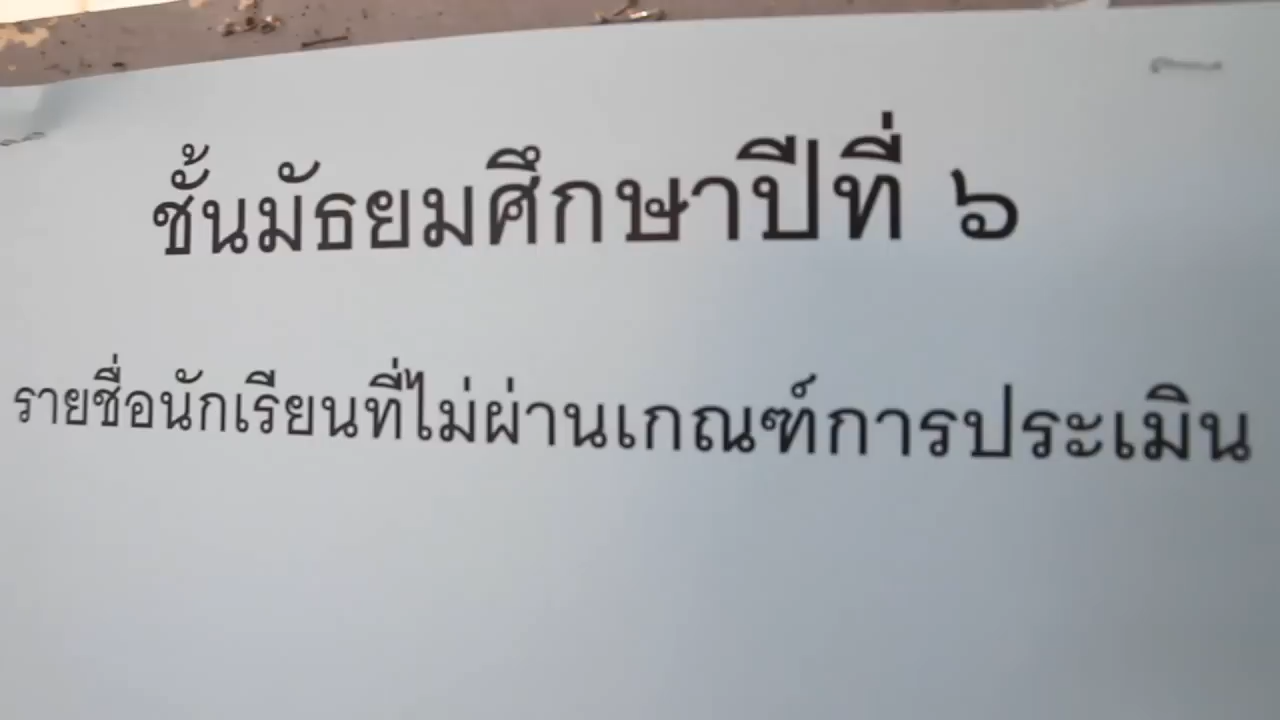 ชั้นมัธยมศึกษาปีที่ ๖
รายชื่อนักเรียนที่ไม่ผ่านเกณฑ์การประเมิน